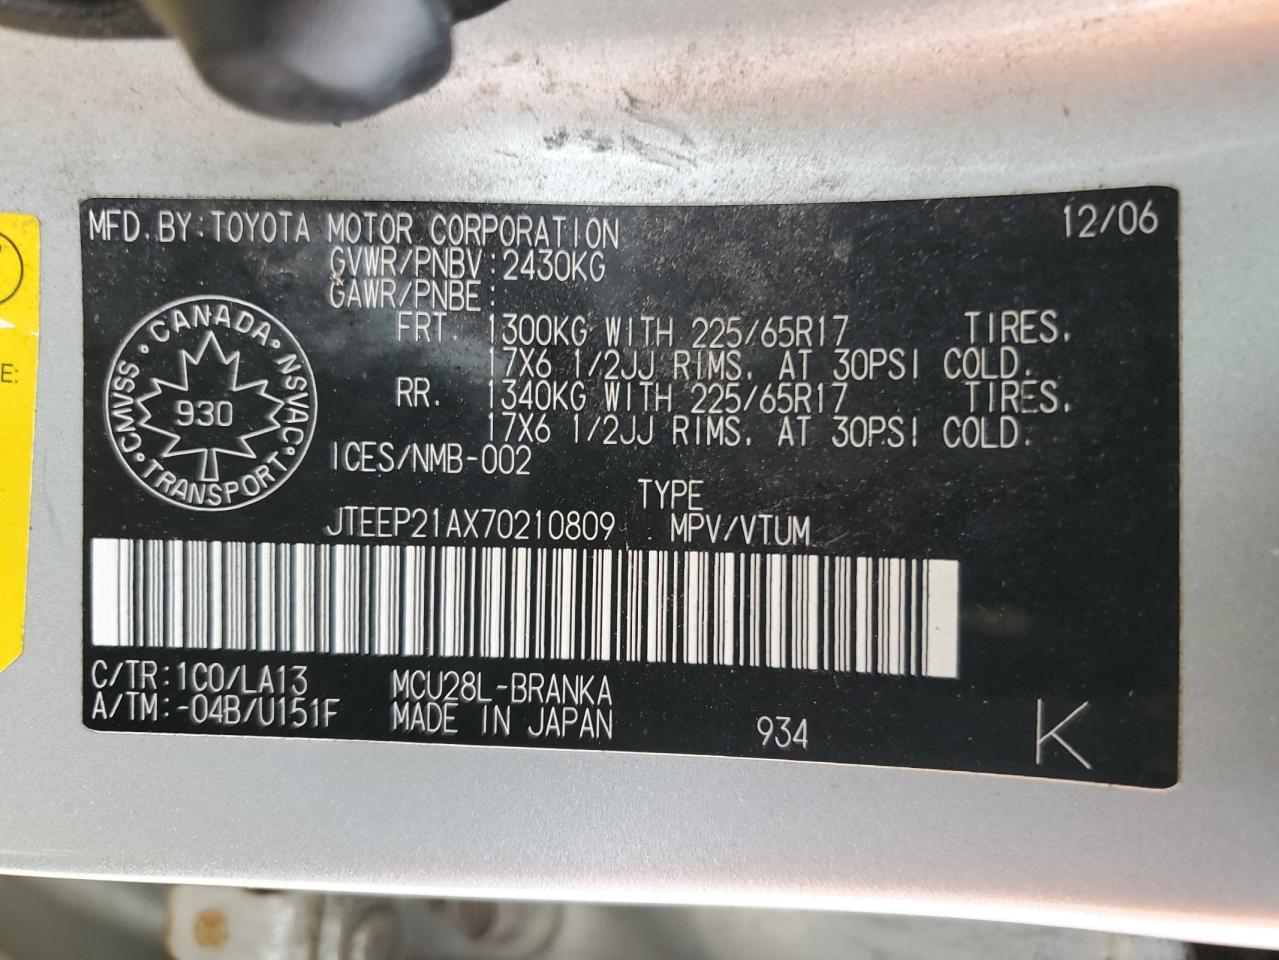 MFD. BY: TOYOTA MOTOR CORPORATION 12/06
GVWR/PNBV: 2430KG
GAWR/PNBE:
FRT. 1300KG WITH 225/65R17 TIRES.
17X6 1/2JJ RIMS. AT 30PSI COLD.
RR. 1340KG WITH 225/65R17 TIRES.
17X6 1/2JJ RIMS. AT 30PSI COLD.
CMVSS · CANADA · NSVAC · TRANSPORT ·
930
ICES/NMB-002
TYPE
JTEEP21AX70210809 MPV/VTUM
C/TR: 1C0/LA13 MCU28L-BRANKA
A/TM: -04B/U151F MADE IN JAPAN 934
K
E: